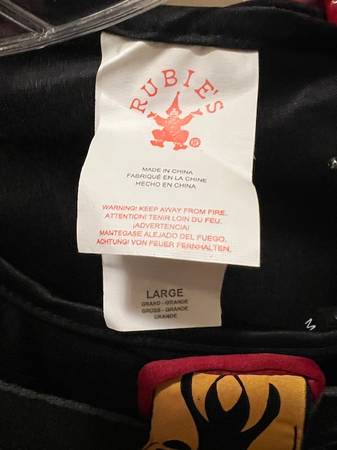 RUBIE'S
®
MADE IN CHINA
FABRIQUÉ EN LA CHINE
HECHO EN CHINA
WARNING! KEEP AWAY FROM FIRE.
ATTENTION! TENIR LOIN DU FEU.
¡ADVERTENCIA!
MANTEGASE ALEJADO DEL FUEGO.
ACHTUNG! VON FEUER FERNHALTEN.
LARGE
GRAND - GRANDE
GROSS - GRANDE
GRANDE